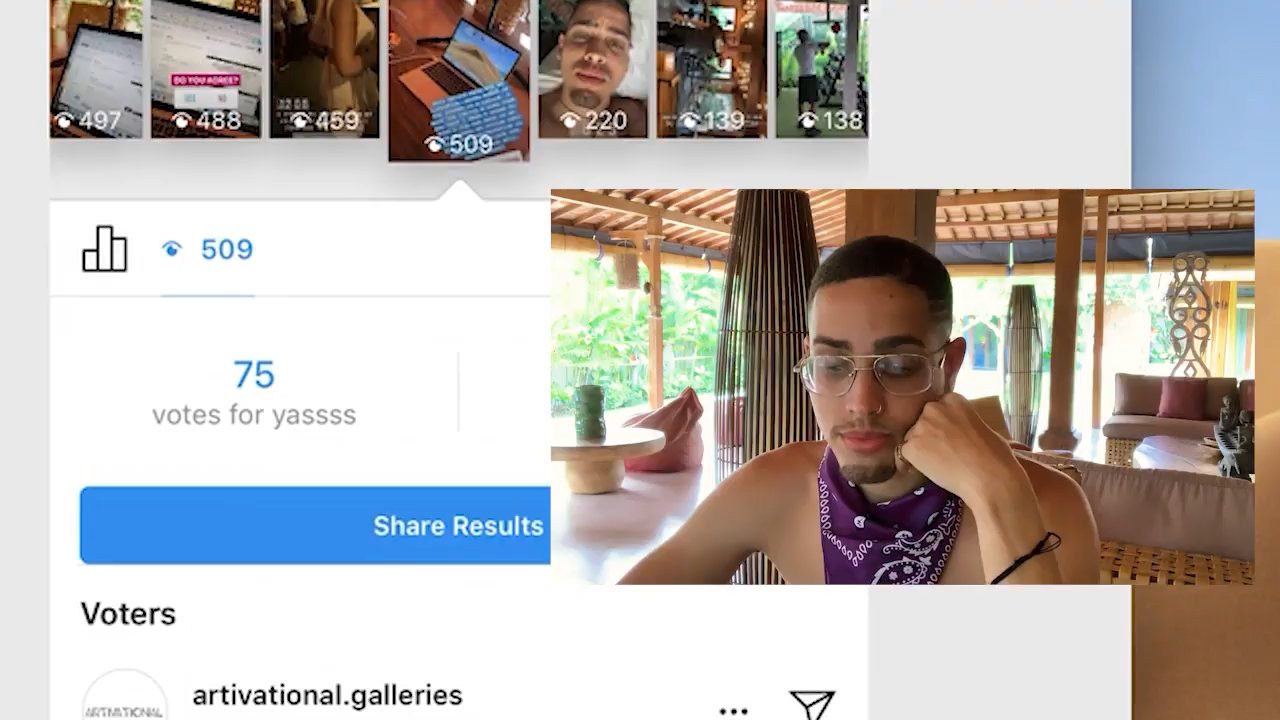 497
488
459
509
220
139
138
DO YOU AGREE?
509
75
votes for yassss
Share Results
Voters
artivational.galleries
ARTIVATIONAL